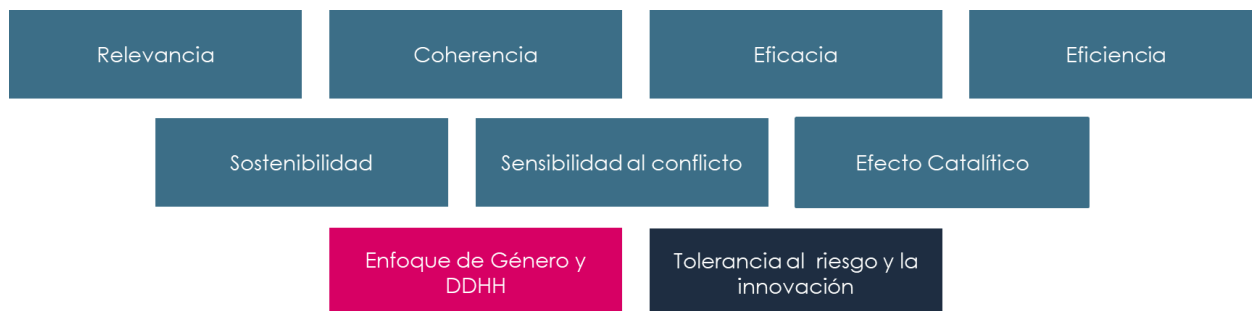 Relevancia
Coherencia
Eficacia
Eficiencia
Sostenibilidad
Sensibilidad al conflicto
Efecto Catalítico
Enfoque de Género y
DDHH
Tolerancia al riesgo y la
innovación